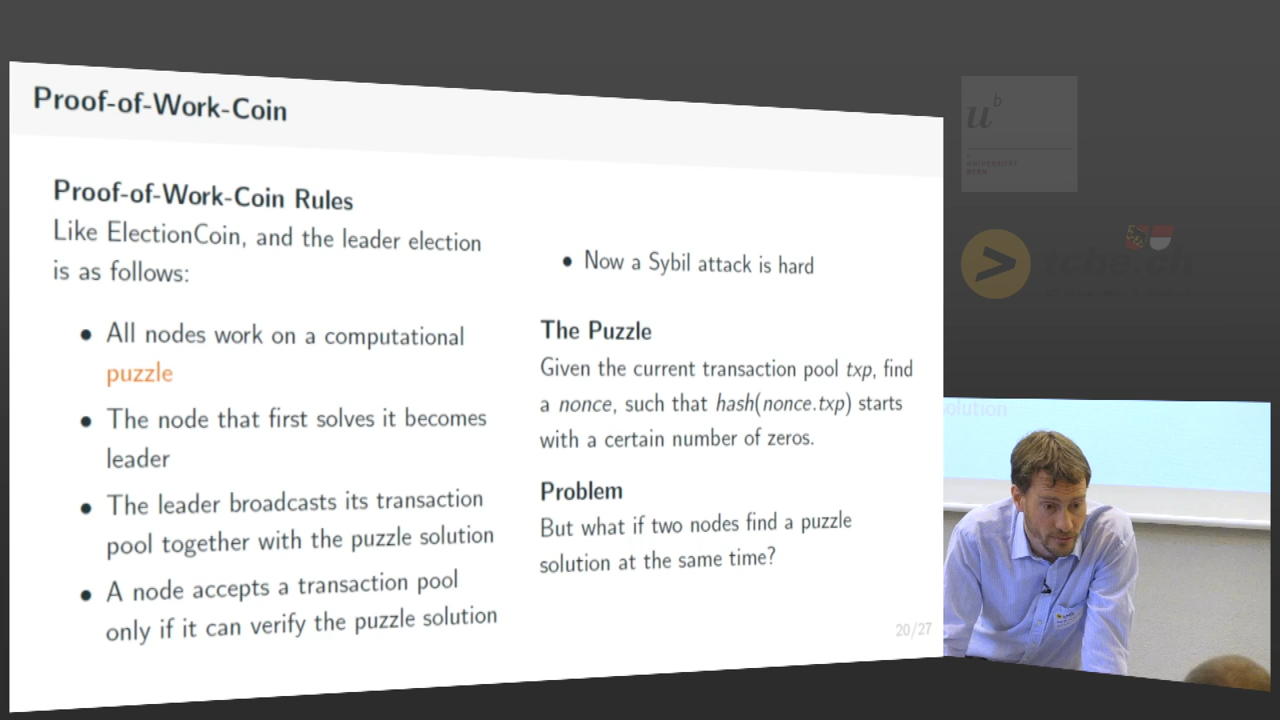 Proof-of-Work-Coin
Proof-of-Work-Coin Rules
Like ElectionCoin, and the leader election
is as follows:
● All nodes work on a computational
puzzle
● The node that first solves it becomes
leader
● The leader broadcasts its transaction
pool together with the puzzle solution
● A node accepts a transaction pool
only if it can verify the puzzle solution
● Now a Sybil attack is hard
The Puzzle
Given the current transaction pool txp, find
a nonce, such that hash(nonce.txp) starts
with a certain number of zeros.
Problem
But what if two nodes find a puzzle
solution at the same time?
20/27
u^b
UNIVERSITÄT
BERN
tcbe.ch
olution